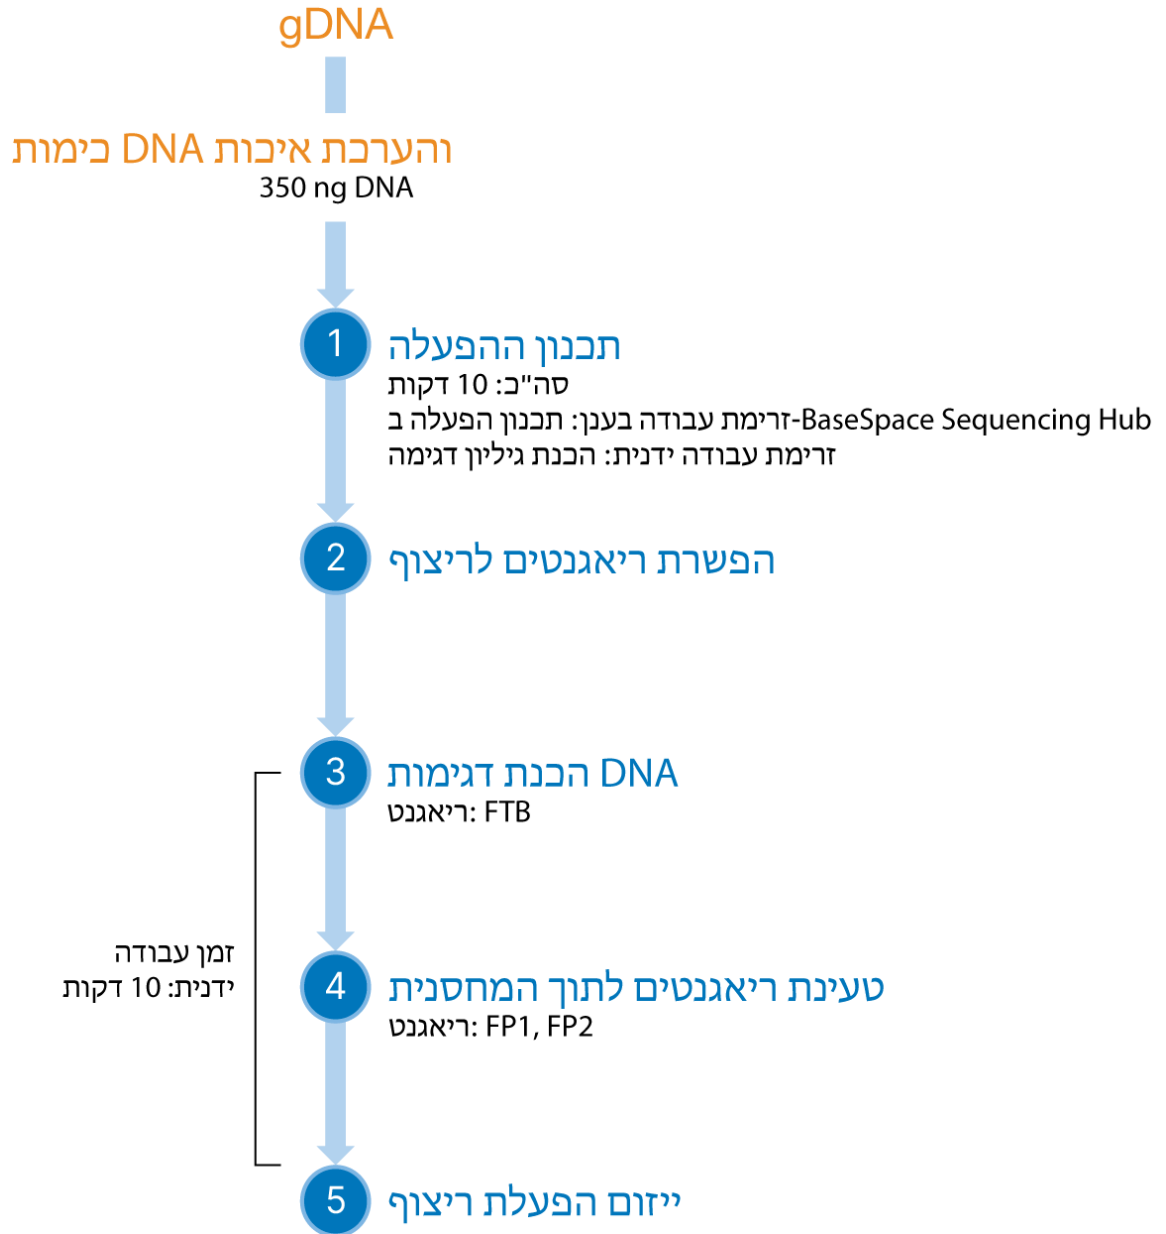 gDNA
כימות DNA והערכת איכות
350 ng DNA
1
תכנון ההפעלה
סה"כ: 10 דקות
זרימת עבודה בענן: תכנון הפעלה ב-BaseSpace Sequencing Hub
זרימת עבודה ידנית: הכנת גיליון דגימה
2
הפשרת ריאגנטים לריצוף
3
הכנת דגימות DNA
ריאגנט: FTB
זמן עבודה
ידנית: 10 דקות
4
טעינת ריאגנטים לתוך המחסנית
ריאגנט: FP1, FP2
5
ייזום הפעלת ריצוף